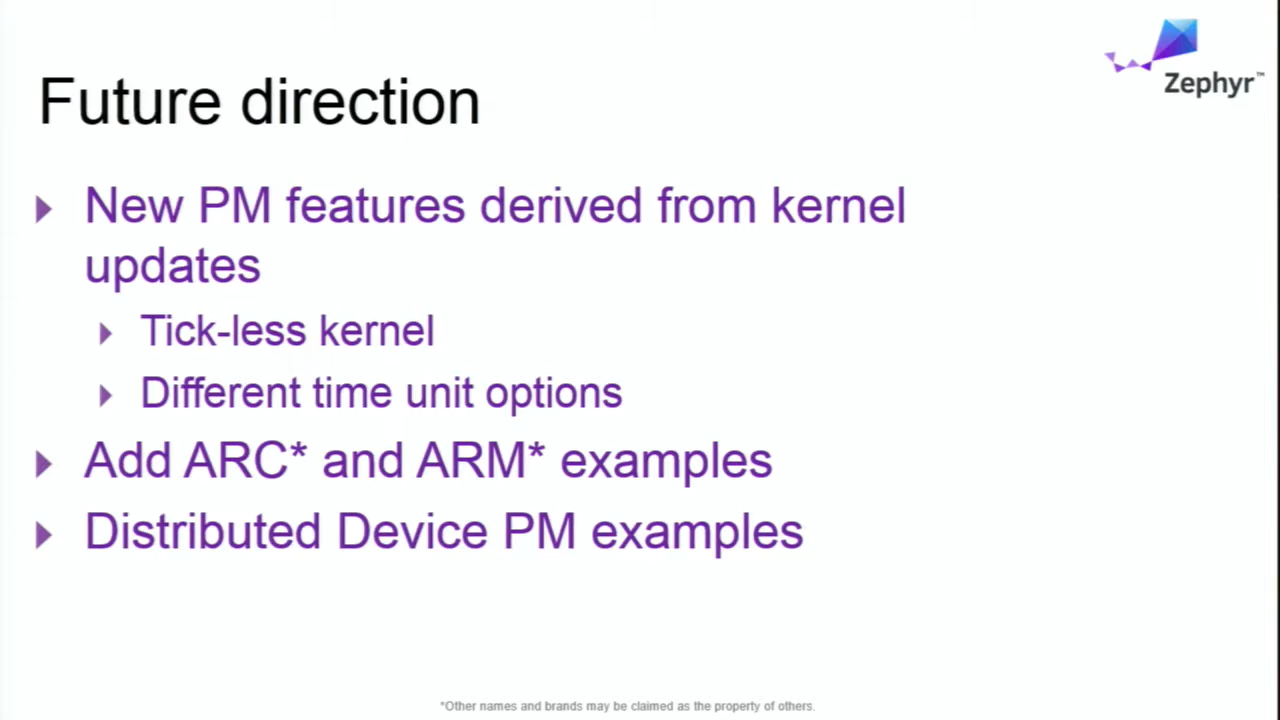 Zephyr™
Future direction
New PM features derived from kernel
updates
Tick-less kernel
Different time unit options
Add ARC* and ARM* examples
Distributed Device PM examples
*Other names and brands may be claimed as the property of others.